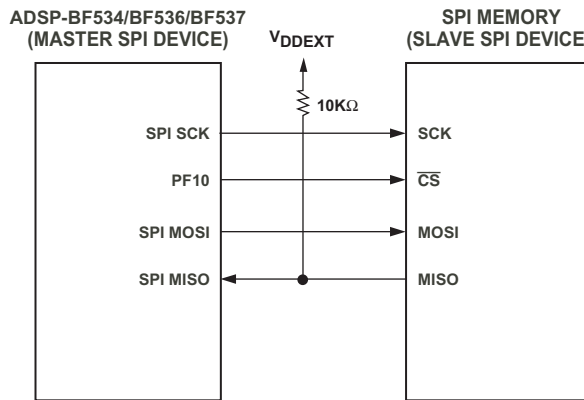 ADSP-BF534/BF536/BF537
(MASTER SPI DEVICE)
SPI MEMORY
(SLAVE SPI DEVICE
VDDEXT
10KΩ
SPI SCK
SCK
PF10
CS
SPI MOSI
MOSI
SPI MISO
MISO